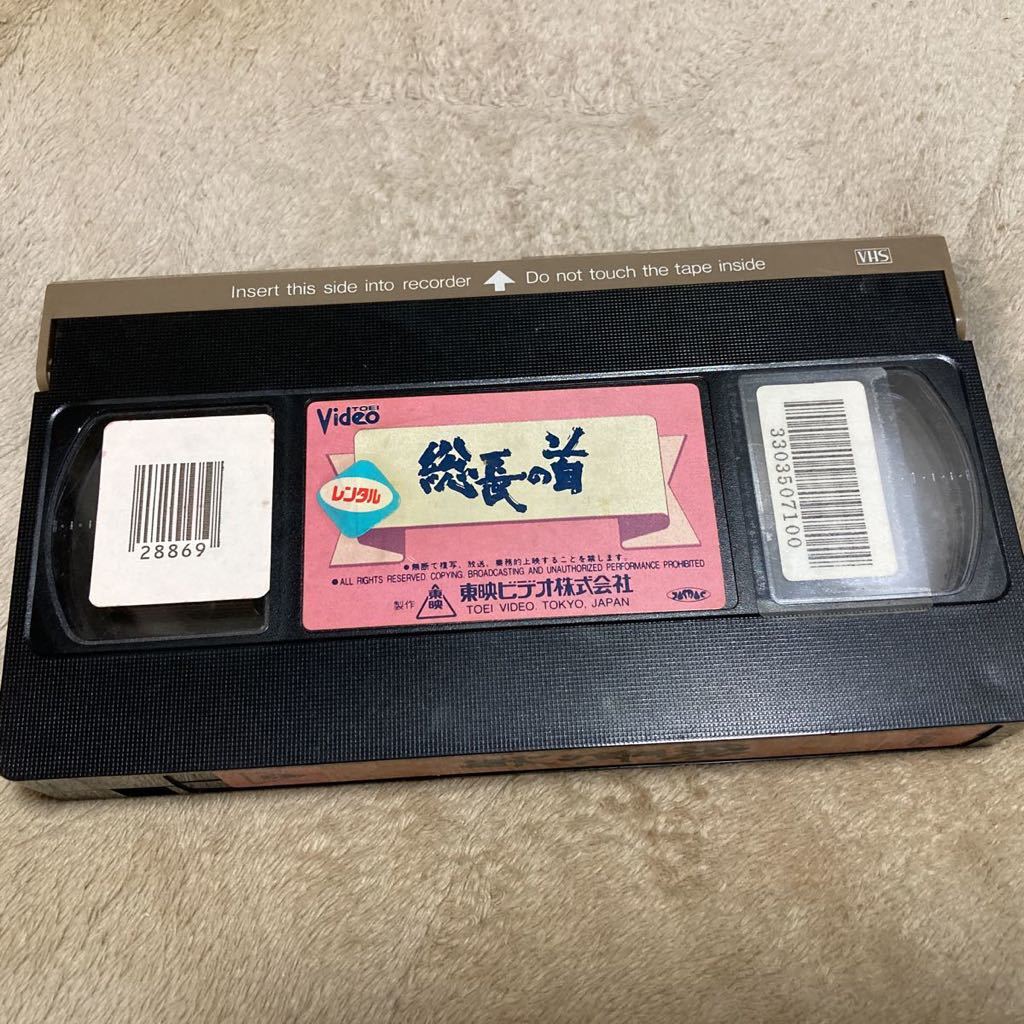 Insert this side into recorder
Do not touch the tape inside
VHS
28869
TOEI
Video
総長の首
レンタル
●無断で複写、放送、業務的上映することを禁します。
●ALL RIGHTS RESERVED. COPYING, BROADCASTING AND UNAUTHORIZED PERFORMANCE PROHIBITED
製作 東映 東映ビデオ株式会社
TOEI VIDEO. TOKYO, JAPAN
3303507100